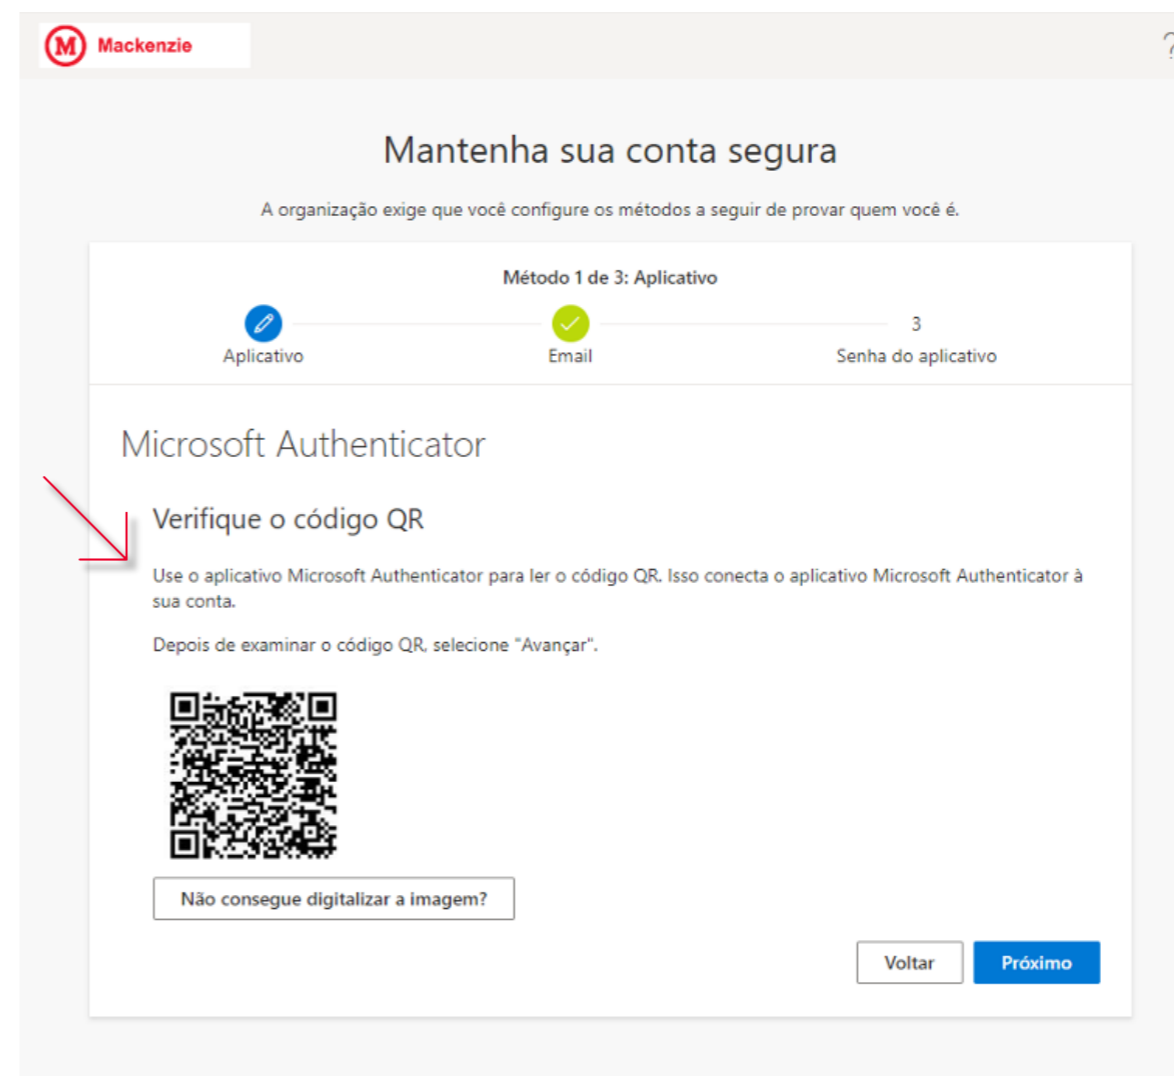 M Mackenzie
?
Mantenha sua conta segura
A organização exige que você configure os métodos a seguir de provar quem você é.
Método 1 de 3: Aplicativo
3
Aplicativo Email Senha do aplicativo
Microsoft Authenticator
Verifique o código QR
Use o aplicativo Microsoft Authenticator para ler o código QR. Isso conecta o aplicativo Microsoft Authenticator à
sua conta.
Depois de examinar o código QR, selecione "Avançar".
Não consegue digitalizar a imagem?
Voltar Próximo